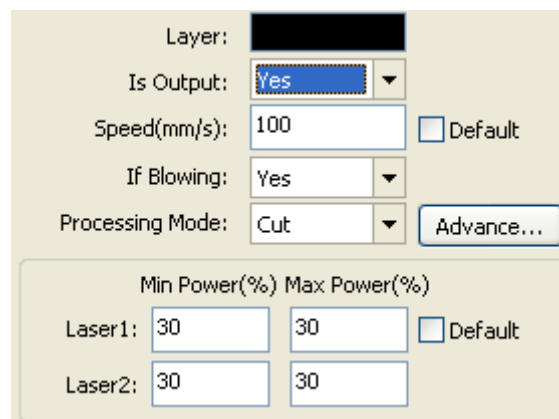 Layer:
Is Output: Yes
Speed(mm/s): 100 Default
If Blowing: Yes
Processing Mode: Cut Advance...
Min Power(%) Max Power(%)
Laser1: 30 30 Default
Laser2: 30 30